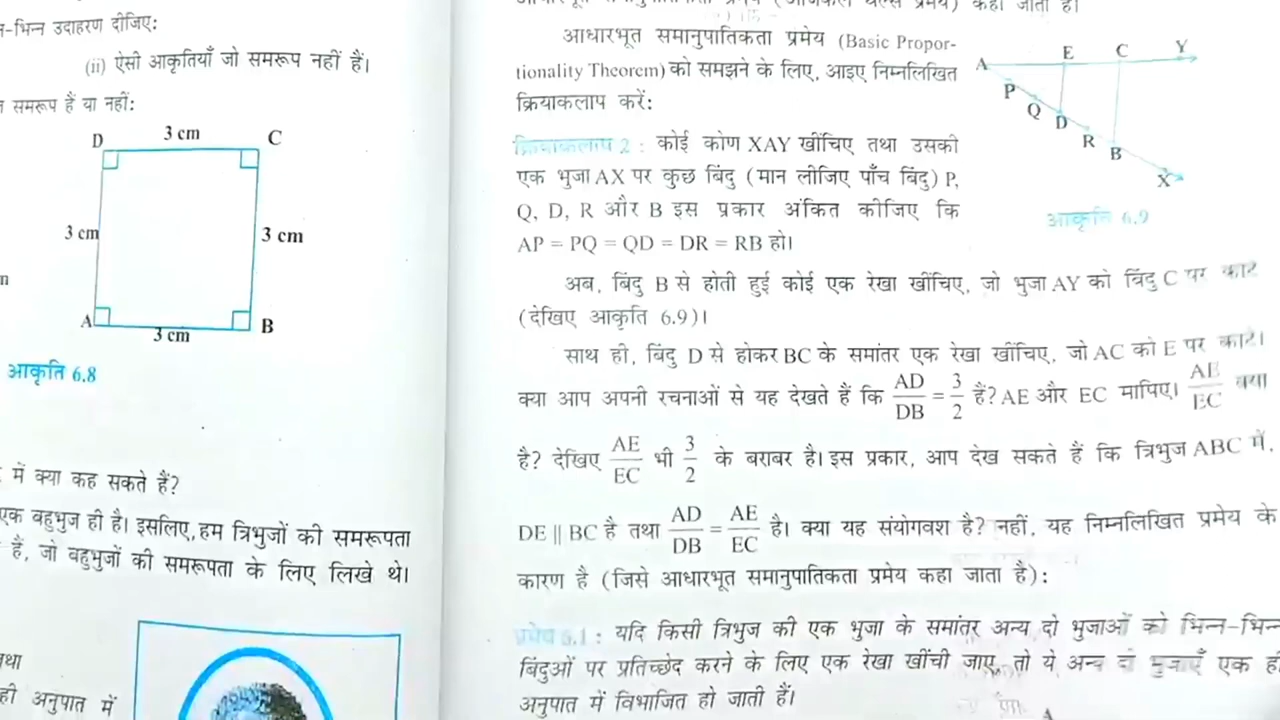 न-भिन्न उदाहरण दीजिए:
(ii) ऐसी आकृतियाँ जो समरूप नहीं हैं।
समरूप हैं या नहीं:
D 3 cm C
3 cm 3 cm
A 3 cm B
आकृति 6.8
में क्या कह सकते हैं?
एक बहुभुज ही है। इसलिए, हम त्रिभुजों की समरूपता
हैं, जो बहुभुजों की समरूपता के लिए लिखे थे।
तथा
ही अनुपात में
कहा जाता है।
आधारभूत समानुपातिकता प्रमेय (Basic Propor-
tionality Theorem) को समझने के लिए, आइए निम्नलिखित
क्रियाकलाप करें:
A E C Y
P Q D R B X
आकृति 6.9
क्रियाकलाप 2 : कोई कोण XAY खींचिए तथा उसकी
एक भुजा AX पर कुछ बिंदु (मान लीजिए पाँच बिंदु) P,
Q, D, R और B इस प्रकार अंकित कीजिए कि
AP = PQ = QD = DR = RB हो।
अब, बिंदु B से होती हुई कोई एक रेखा खींचिए, जो भुजा AY को बिंदु C पर काटे
(देखिए आकृति 6.9)।
साथ ही, बिंदु D से होकर BC के समांतर एक रेखा खींचिए, जो AC को E पर काटे।
क्या आप अपनी रचनाओं से यह देखते हैं कि AD/DB = 3/2 हैं? AE और EC मापिए। AE/EC क्या
है? देखिए AE/EC भी 3/2 के बराबर है। इस प्रकार, आप देख सकते हैं कि त्रिभुज ABC में,
DE || BC है तथा AD/DB = AE/EC है। क्या यह संयोगवश है? नहीं, यह निम्नलिखित प्रमेय के
कारण है (जिसे आधारभूत समानुपातिकता प्रमेय कहा जाता है):
प्रमेय 6.1 : यदि किसी त्रिभुज की एक भुजा के समांतर अन्य दो भुजाओं को भिन्न-भिन्न
बिंदुओं पर प्रतिच्छेद करने के लिए एक रेखा खींची जाए, तो ये अन्य दो भुजाएँ एक ही
अनुपात में विभाजित हो जाती हैं।
A